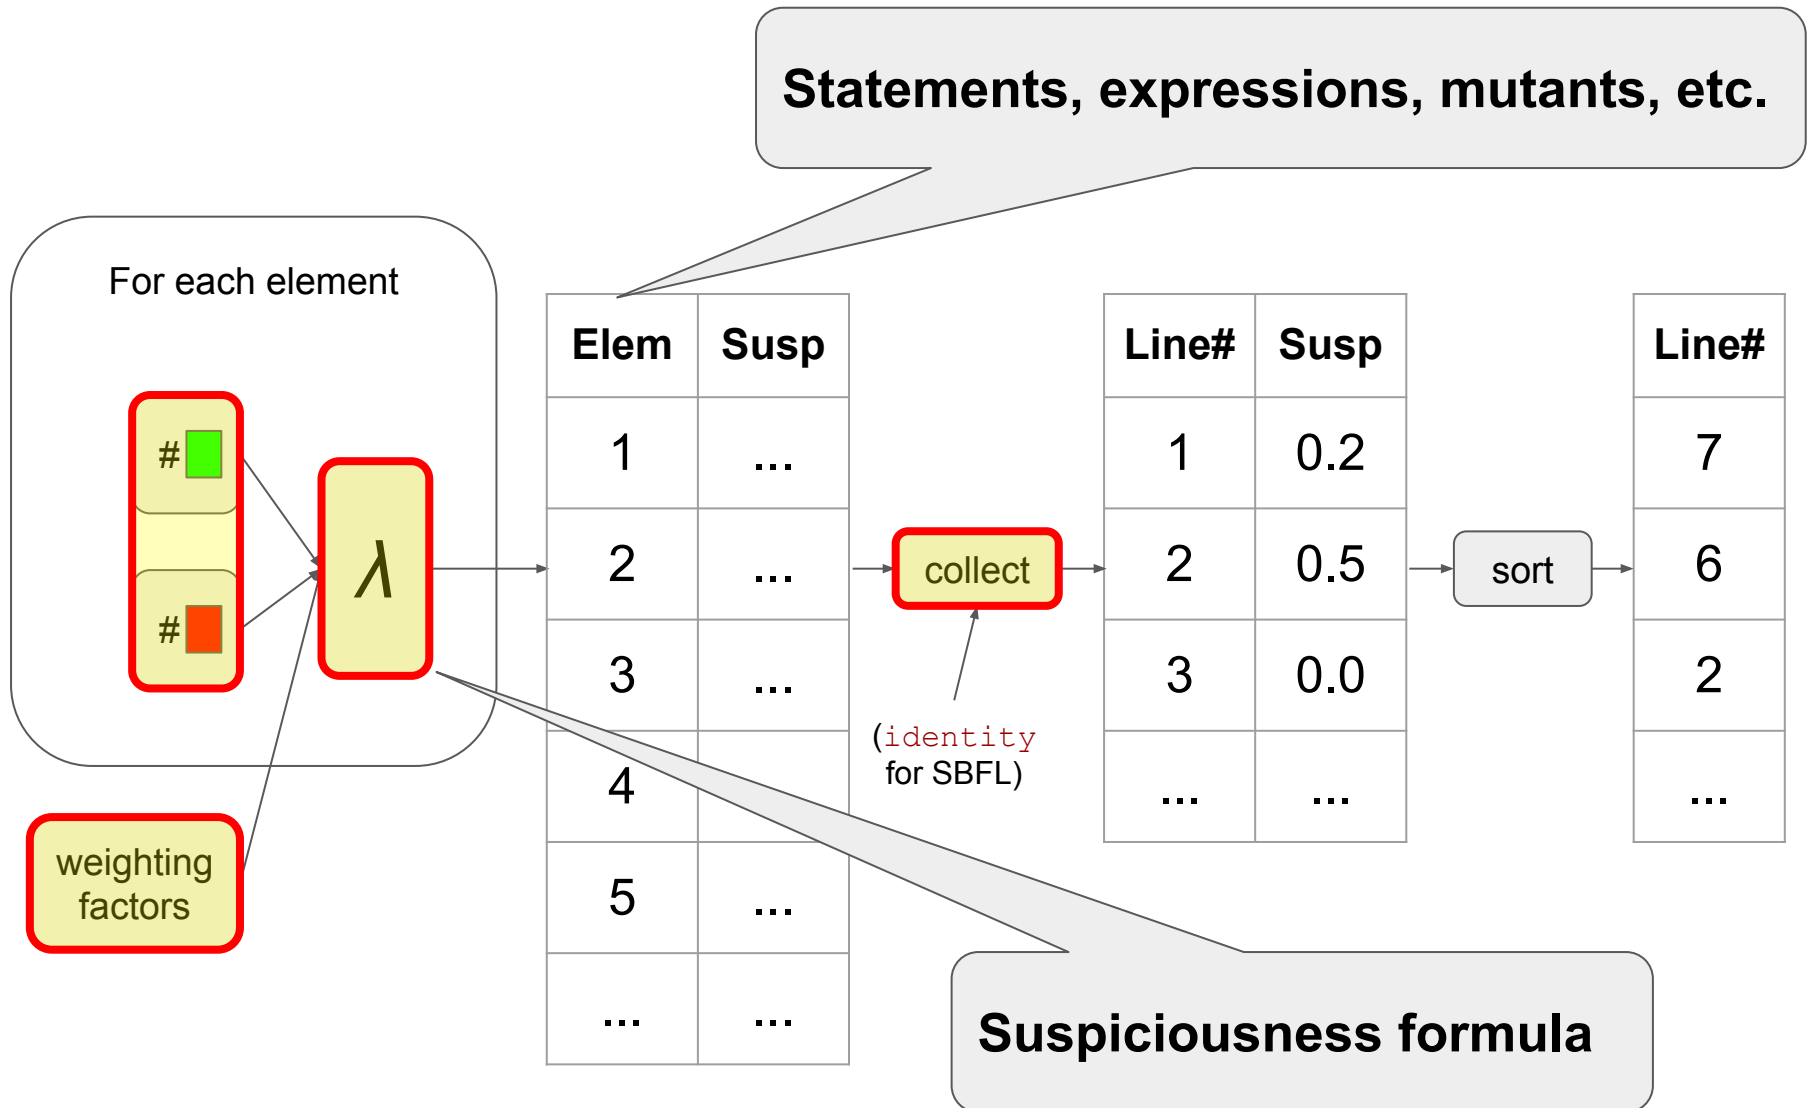 Statements, expressions, mutants, etc.
For each element
#
#
λ
weighting
factors
Elem Susp
1 ...
2 ...
3 ...
4
5 ...
... ...
collect
(identity
for SBFL)
Line# Susp
1 0.2
2 0.5
3 0.0
... ...
sort
Line#
7
6
2
...
Suspiciousness formula